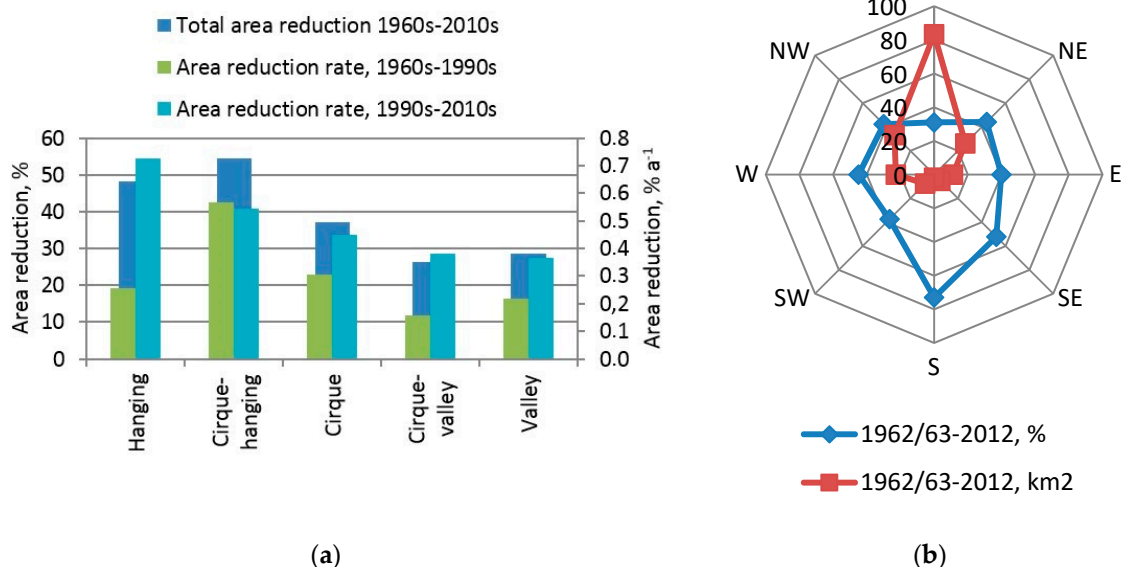 Total area reduction 1960s-2010s
Area reduction rate, 1960s-1990s
Area reduction rate, 1990s-2010s
Area reduction, %
60
50
40
30
20
10
0
0.8
0.7
0.6
0.5
0.4
0.3
0,2
0.1
0.0
Area reduction, % a-1
Hanging
Cirque-
hanging
Cirque
Cirque-
valley
Valley
(a)
100
80
60
40
20
0
NW
NE
W
E
SW
SE
S
1962/63-2012, %
1962/63-2012, km2
(b)